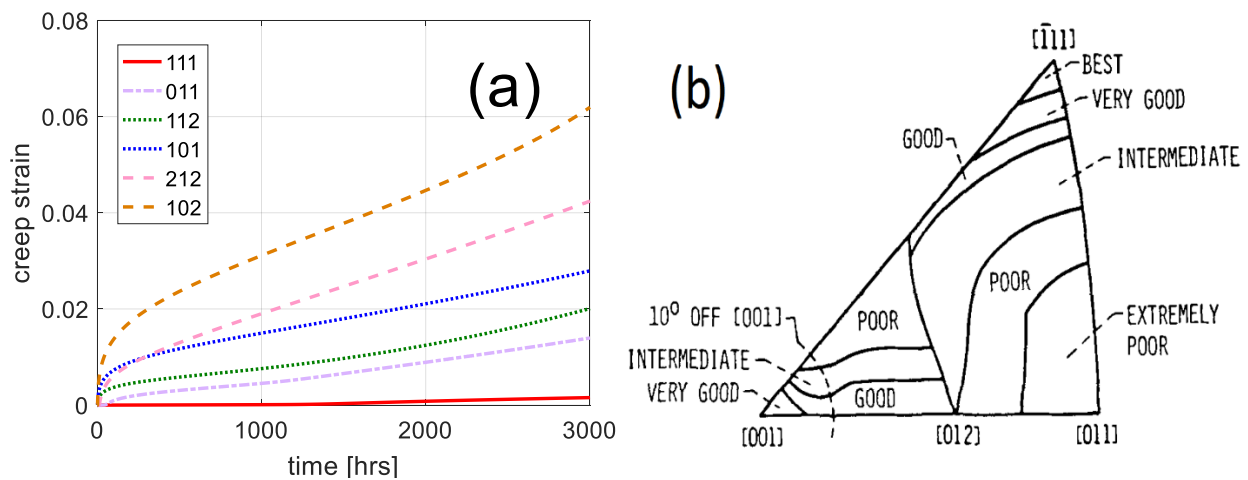 (a)
0.08
0.06
0.04
0.02
0
creep strain
111
011
112
101
212
102
0
1000
2000
3000
time [hrs]
(b)
[1̄11]
BEST
VERY GOOD
GOOD
INTERMEDIATE
POOR
POOR
10⁰ OFF [001]
EXTREMELY
POOR
INTERMEDIATE
VERY GOOD
GOOD
[001]
[012]
[011]